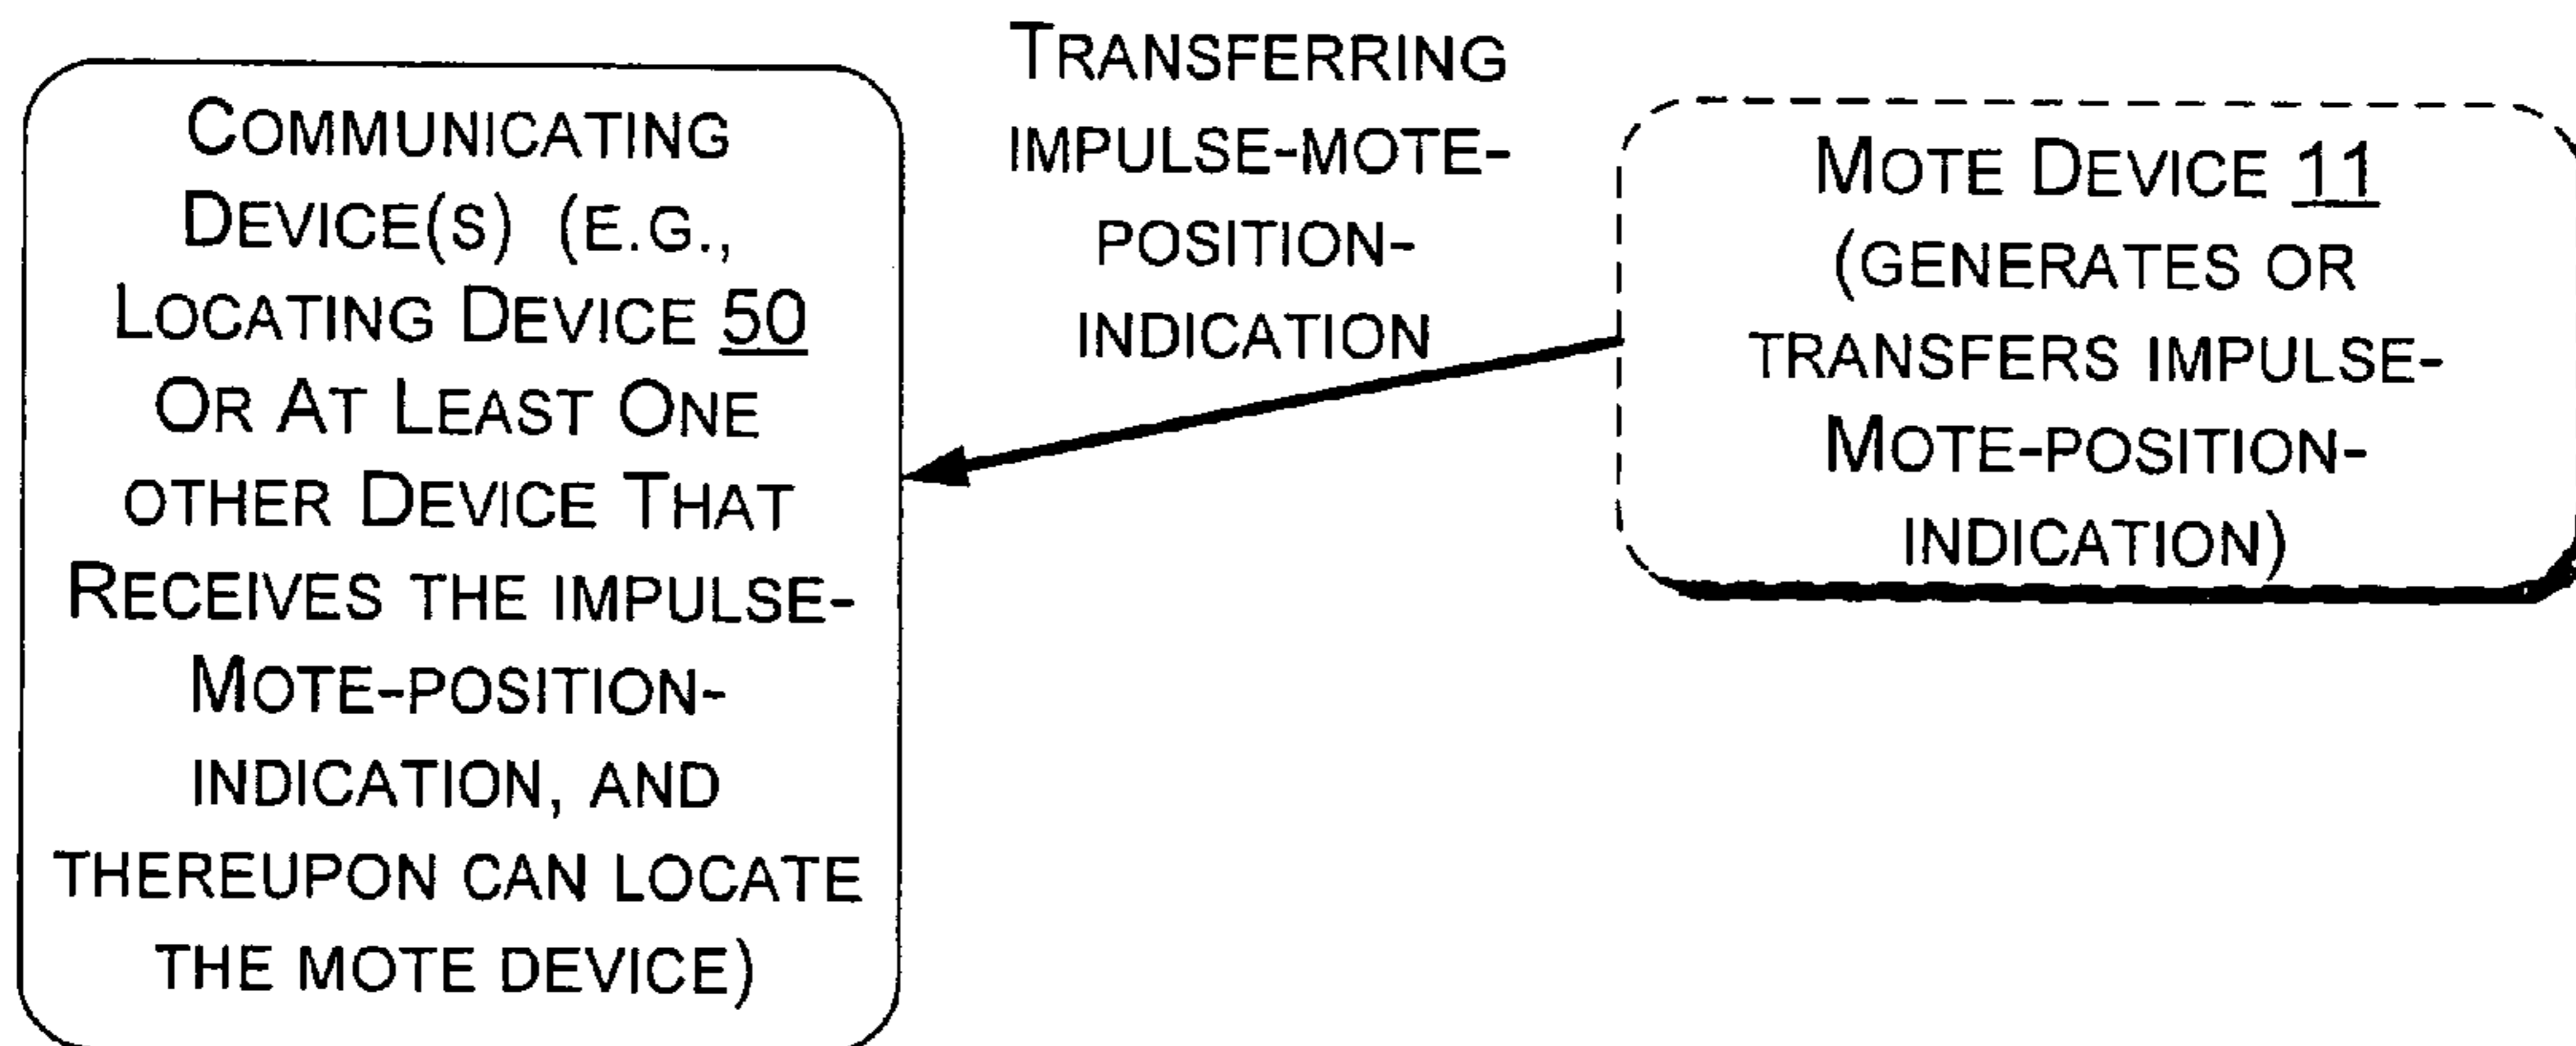 COMMUNICATING
DEVICE(S) (E.G.,
LOCATING DEVICE 50
OR AT LEAST ONE
OTHER DEVICE THAT
RECEIVES THE IMPULSE-
MOTE-POSITION-
INDICATION, AND
THEREUPON CAN LOCATE
THE MOTE DEVICE)
TRANSFERRING
IMPULSE-MOTE-
POSITION-
INDICATION
MOTE DEVICE 11
(GENERATES OR
TRANSFERS IMPULSE-
MOTE-POSITION-
INDICATION)